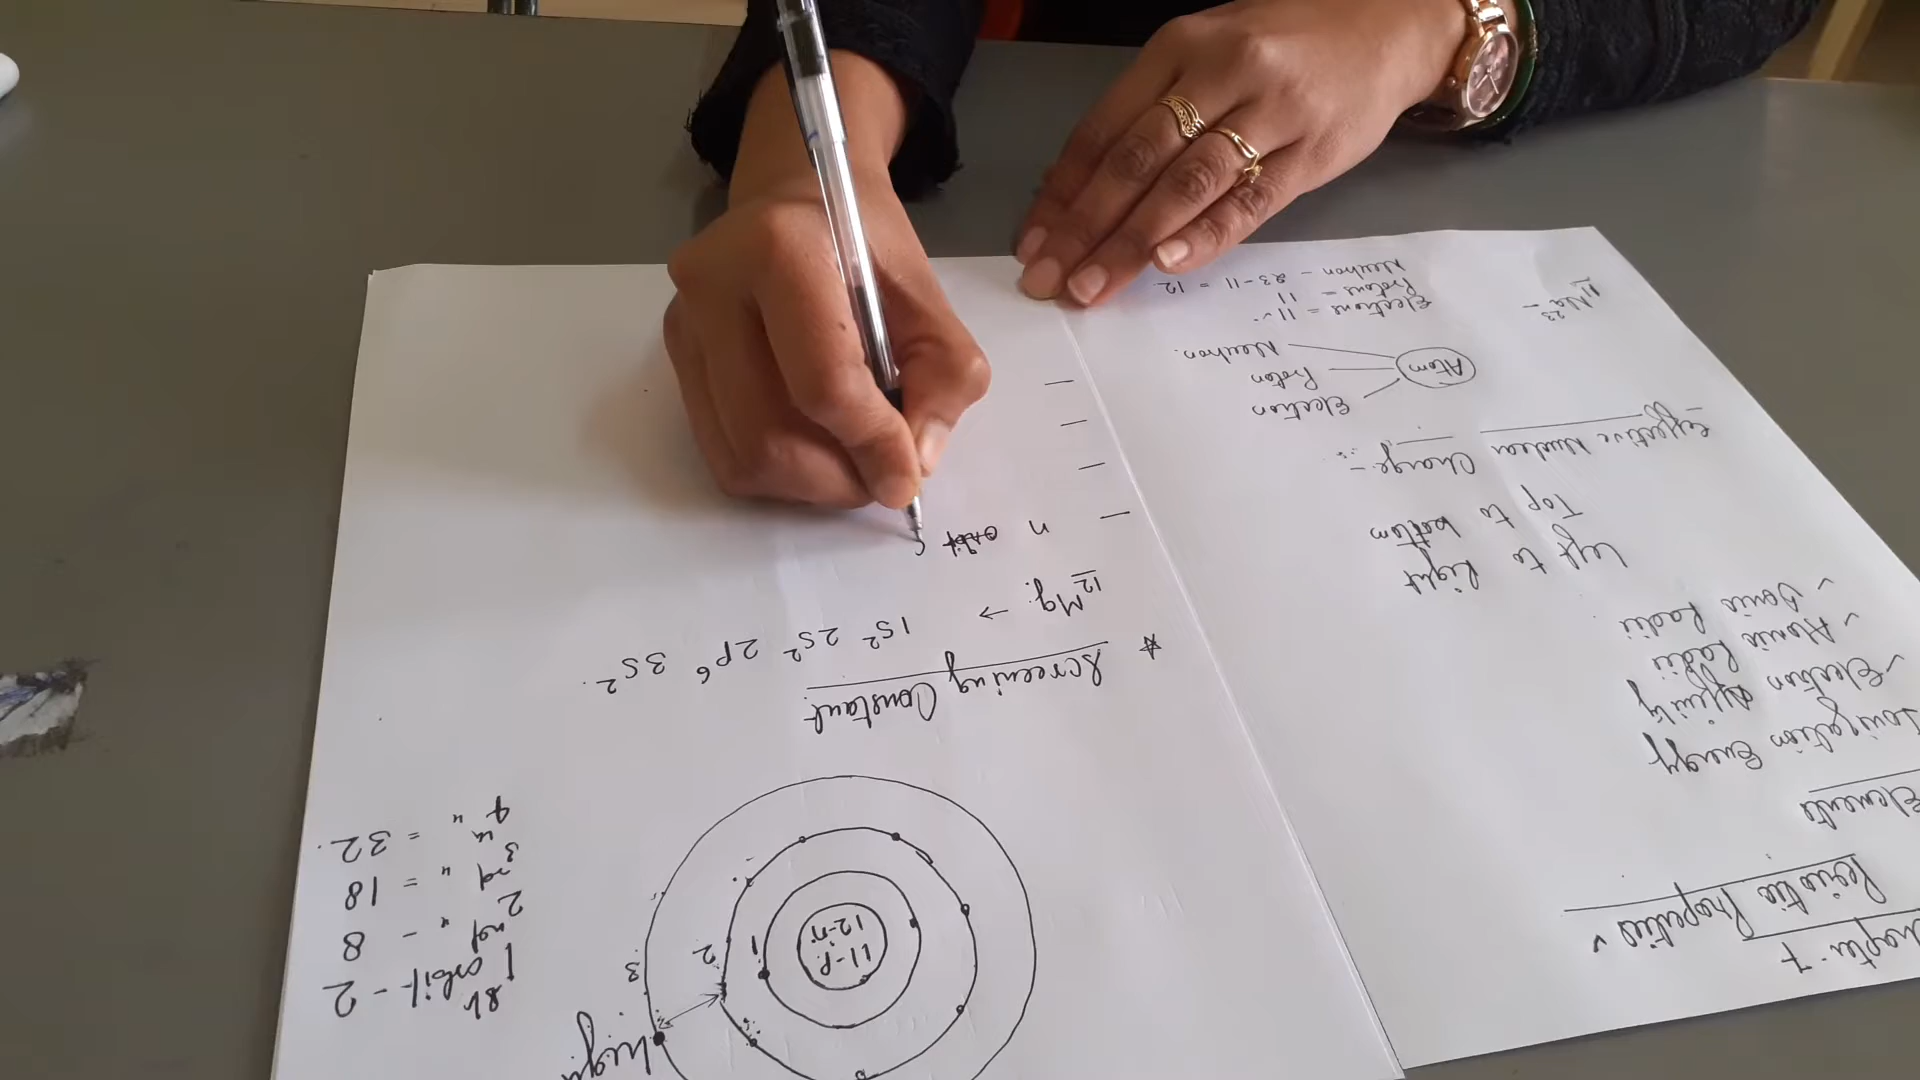 Chapter-7
Periodic Properties ✓
Elements
Ionization Energy
✓ Electron affinity
✓ Atomic Radii
✓ Ionic Radii
Left to Right
Top to bottom
Effective Nuclear Charge :-
Electron
Proton
Neutron.
Atom
11Na23 -
Electrons = 11 ✓
Protons = 11
Neutron - 23-11 = 12
1st orbit - 2
2nd " - 8
3rd " = 18
4 " = 32.
11-P
12-n
1
2
3
* Screening Constant
12Mg. → 1s² 2s² 2p⁶ 3s².
n orbit